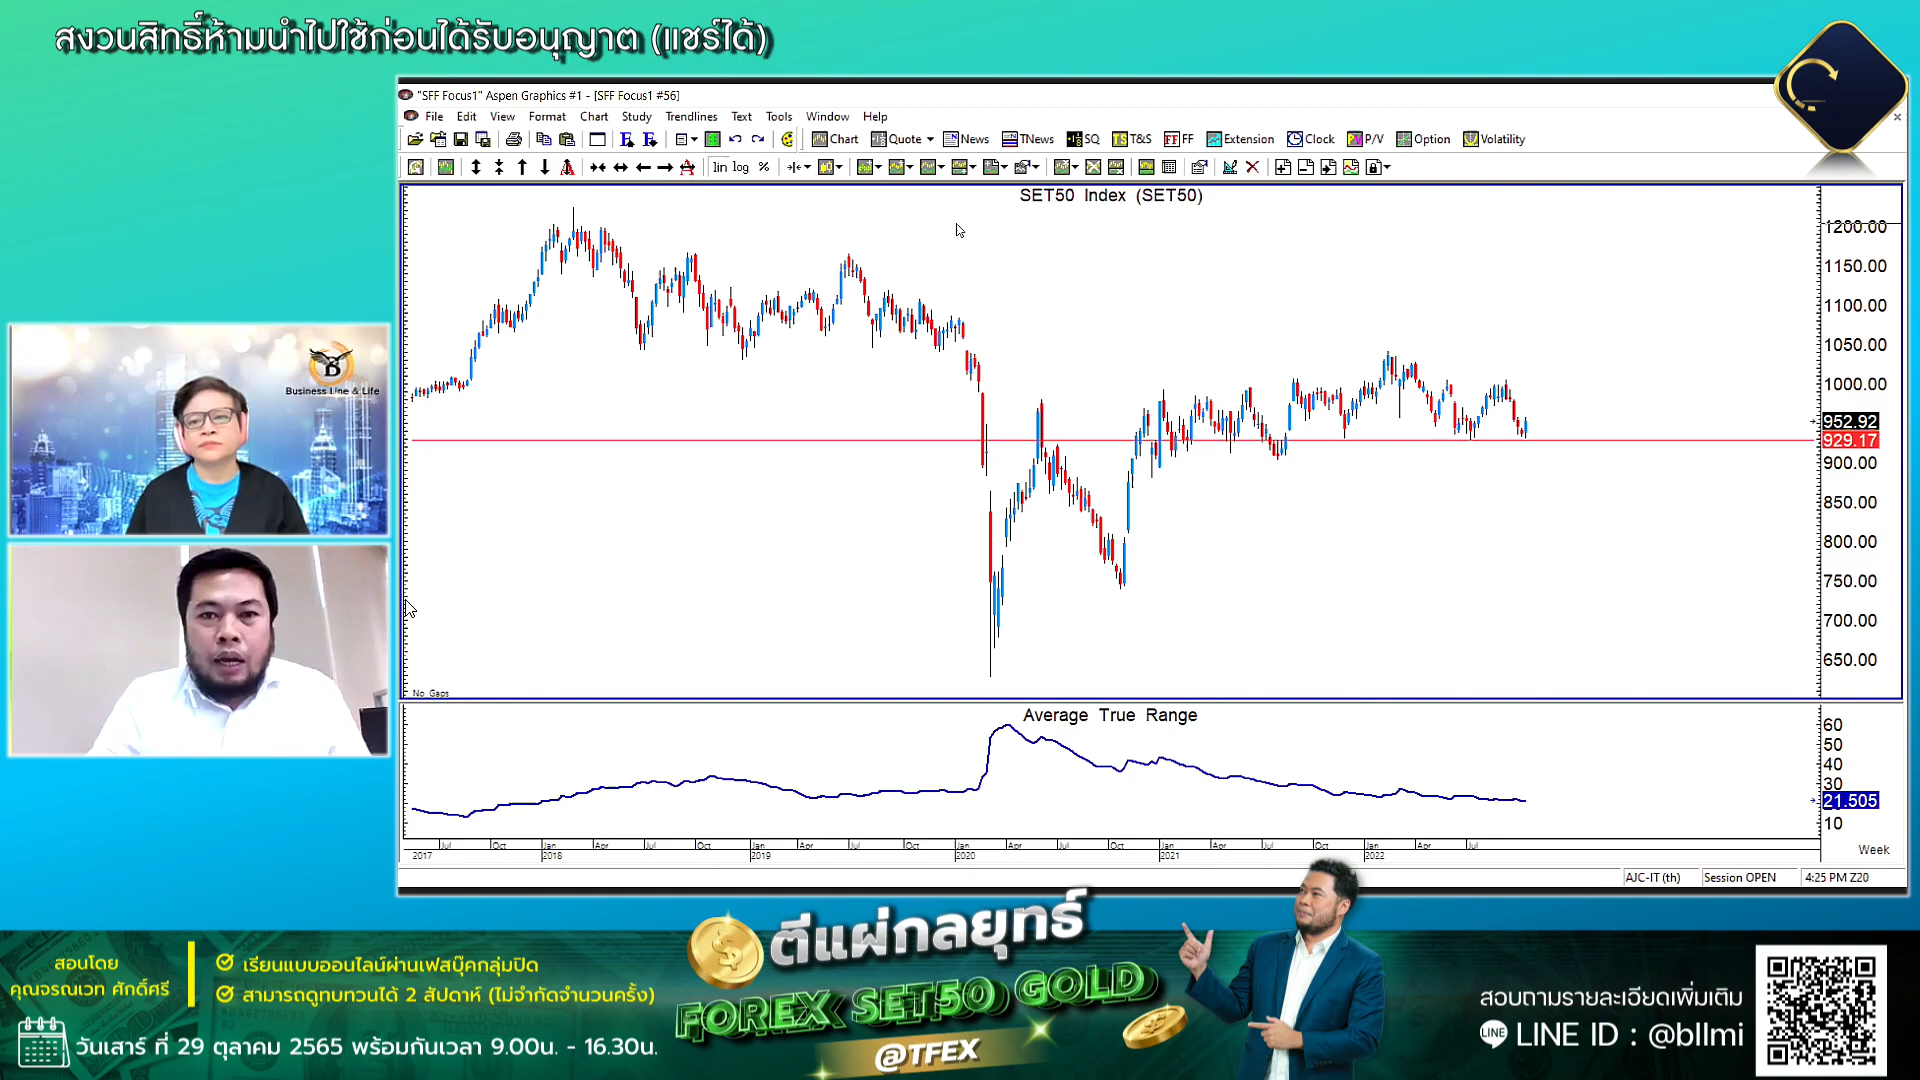 สงวนสิทธิ์ห้ามนำไปใช้ก่อนได้รับอนุญาต (แชร์ได้)
"SFF Focus1" Aspen Graphics #1 - [SFF Focus1 #56]
File Edit View Format Chart Study Trendlines Text Tools Window Help
Chart Quote News TNews SQ T&S FF Extension Clock P/V Option Volatility
lin log %
SET50 Index (SET50)
1200.00
1150.00
1100.00
1050.00
1000.00
952.92
929.17
900.00
850.00
800.00
750.00
700.00
650.00
No Gaps
Average True Range
60
50
40
30
21.505
10
Jul Oct Jan Apr Jul Oct Jan Apr Jul Oct Jan Apr Jul Oct Jan Apr Jul Oct Jan Apr Jul
2017 2018 2019 2020 2021 2022
Week
AJC-IT (th) Session OPEN 4:25 PM Z20
B
Business Line & Life
สอนโดย
คุณจรณเวท ศักดิ์ศรี
เรียนแบบออนไลน์ผ่านเฟสบุ๊คกลุ่มปิด
สามารถดูทบทวนได้ 2 สัปดาห์ (ไม่จำกัดจำนวนครั้ง)
วันเสาร์ ที่ 29 ตุลาคม 2565 พร้อมกันเวลา 9.00น. - 16.30น.
ตีแผ่กลยุทธ์
FOREX SET50 GOLD
@TFEX
สอบถามรายละเอียดเพิ่มเติม
LINE LINE ID : @bllmi